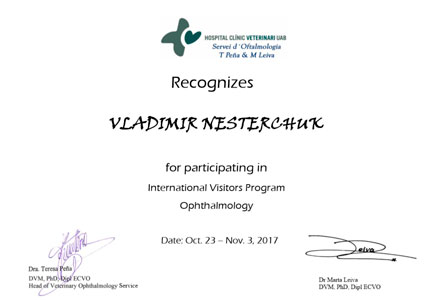 HOSPITAL CLÍNIC VETERINARI UAB
Servei d´Oftalmologia
T Peña & M Leiva
Recognizes
VLADIMIR NESTERCHUK
for participating in
International Visitors Program
Ophthalmology
Date: Oct. 23 – Nov. 3, 2017
Dra. Teresa Peña
DVM, PhD, Dipl ECVO
Head of Veterinary Ophthalmology Service
Leiva
Dr Marta Leiva
DVM, PhD, Dipl ECVO